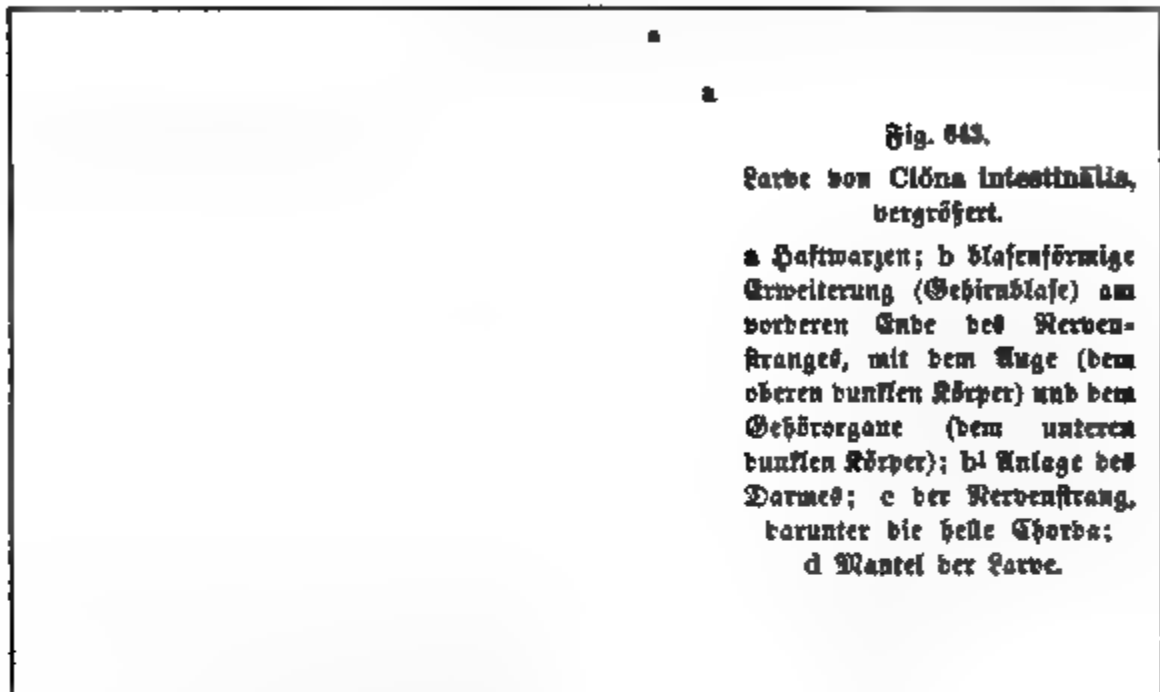 a
a
Fig. 643.
Larve von Ciōna intestinālis,
vergrößert.
a Haftwarzen; b blasenförmige
Erweiterung (Gehirnblase) am
vorderen Ende des Nerven-
stranges, mit dem Auge (dem
oberen dunklen Körper) und dem
Gehörorgane (dem unteren
dunklen Körper); b¹ Anlage des
Darmes; c der Nervenstrang,
darunter die helle Chorda;
d Mantel der Larve.